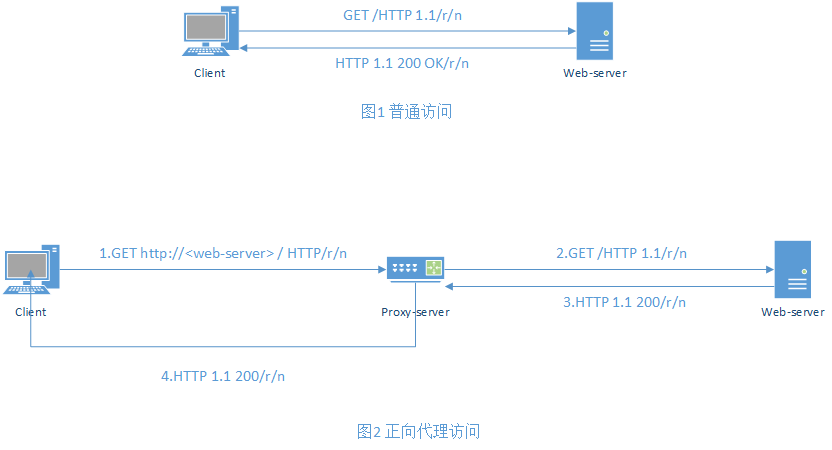 GET /HTTP 1.1/r/n
HTTP 1.1 200 OK/r/n
Client
Web-server
图1 普通访问
1.GET http://<web-server> / HTTP/r/n
2.GET /HTTP 1.1/r/n
3.HTTP 1.1 200/r/n
Client
Proxy-server
Web-server
4.HTTP 1.1 200/r/n
图2 正向代理访问